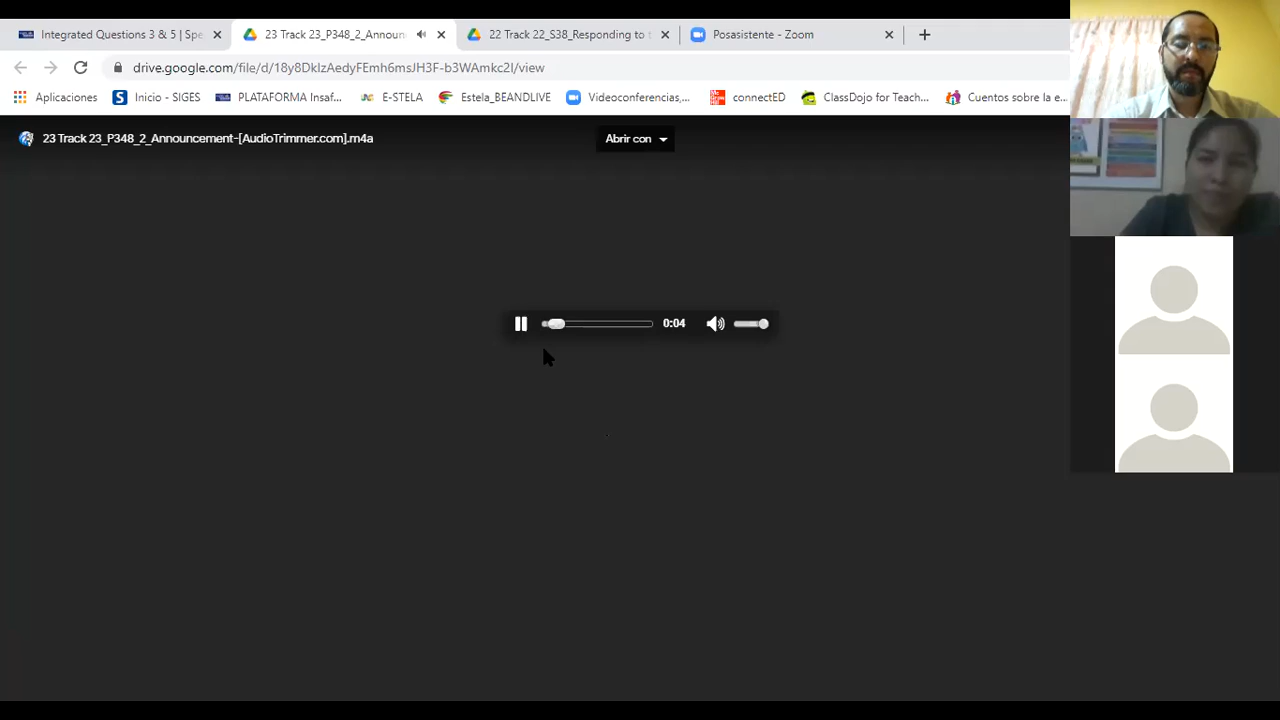 Integrated Questions 3 & 5 | Spe
23 Track 23_P348_2_Announ
22 Track 22_S38_Responding to t
Posasistente - Zoom
drive.google.com/file/d/18y8DkIzAedyFEmh6msJH3F-b3WAmkc2I/view
Aplicaciones
Inicio - SIGES
PLATAFORMA Insaf...
E-STELA
Estela_BEANDLIVE
Videoconferencias,...
connectED
ClassDojo for Teach...
Cuentos sobre la e...
23 Track 23_P348_2_Announcement-[AudioTrimmer.com].m4a
Abrir con
0:04